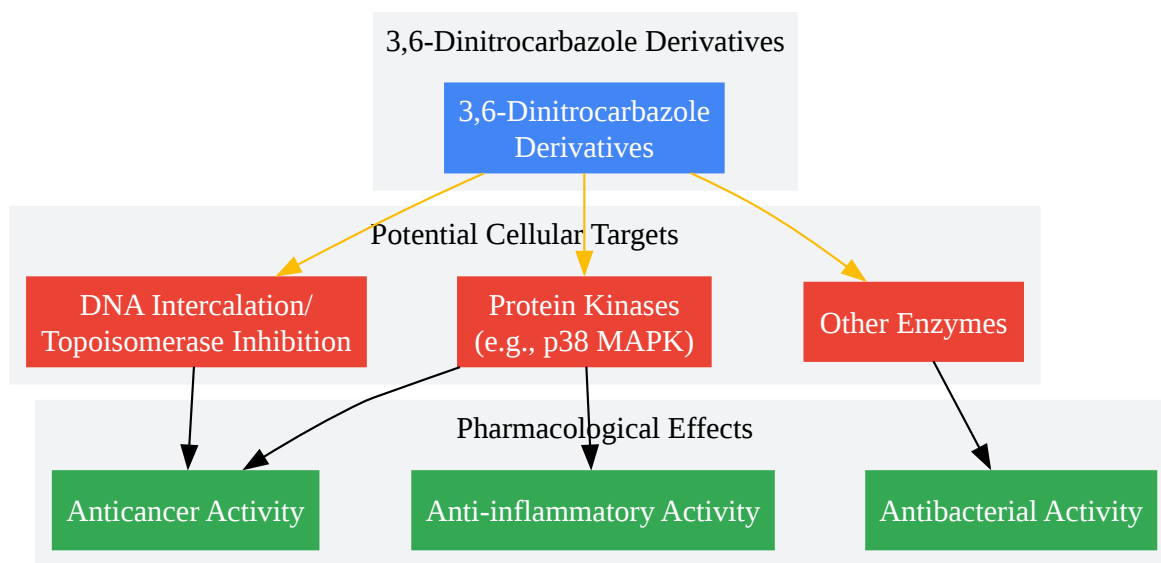 3,6-Dinitrocarbazole Derivatives
3,6-Dinitrocarbazole
Derivatives
Potential Cellular Targets
DNA Intercalation/
Topoisomerase Inhibition
Protein Kinases
(e.g., p38 MAPK)
Other Enzymes
Pharmacological Effects
Anticancer Activity
Anti-inflammatory Activity
Antibacterial Activity